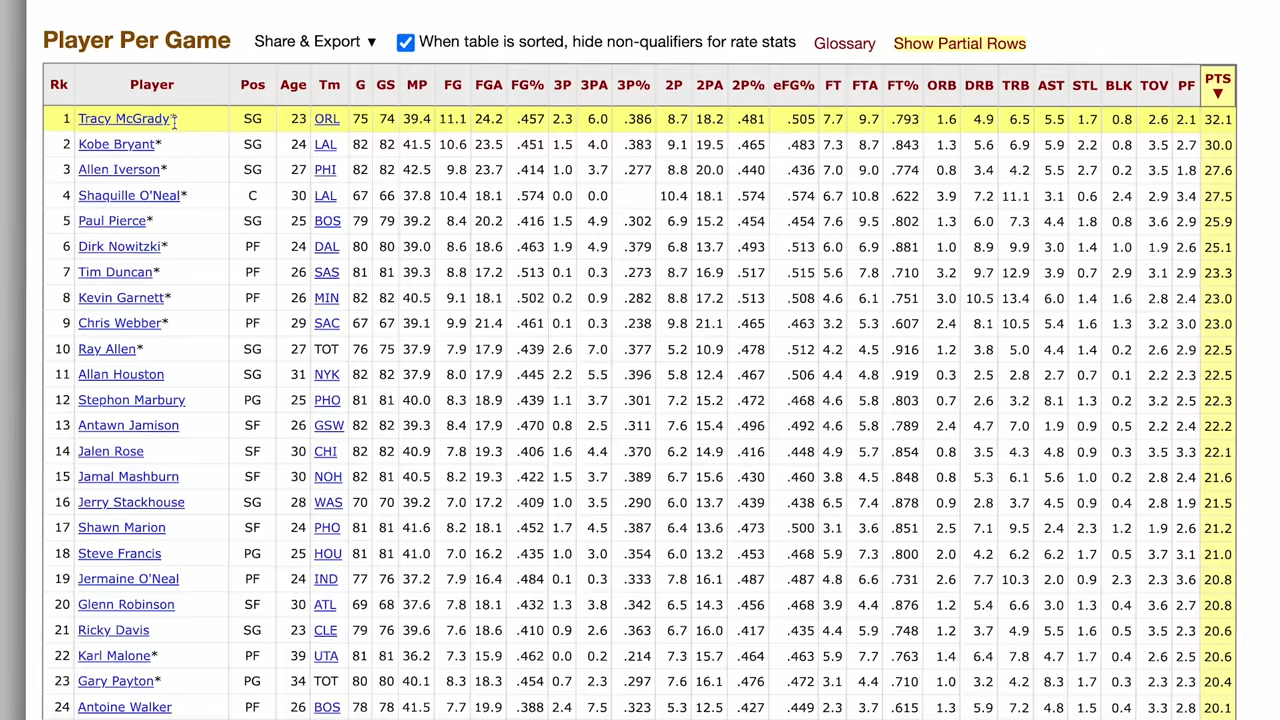 Player Per Game Share & Export ▼ When table is sorted, hide non-qualifiers for rate stats Glossary Show Partial Rows
Rk Player Pos Age Tm G GS MP FG FGA FG% 3P 3PA 3P% 2P 2PA 2P% eFG% FT FTA FT% ORB DRB TRB AST STL BLK TOV PF PTS ▼
1 Tracy McGrady* SG 23 ORL 75 74 39.4 11.1 24.2 .457 2.3 6.0 .386 8.7 18.2 .481 .505 7.7 9.7 .793 1.6 4.9 6.5 5.5 1.7 0.8 2.6 2.1 32.1
2 Kobe Bryant* SG 24 LAL 82 82 41.5 10.6 23.5 .451 1.5 4.0 .383 9.1 19.5 .465 .483 7.3 8.7 .843 1.3 5.6 6.9 5.9 2.2 0.8 3.5 2.7 30.0
3 Allen Iverson* SG 27 PHI 82 82 42.5 9.8 23.7 .414 1.0 3.7 .277 8.8 20.0 .440 .436 7.0 9.0 .774 0.8 3.4 4.2 5.5 2.7 0.2 3.5 1.8 27.6
4 Shaquille O'Neal* C 30 LAL 67 66 37.8 10.4 18.1 .574 0.0 0.0 10.4 18.1 .574 .574 6.7 10.8 .622 3.9 7.2 11.1 3.1 0.6 2.4 2.9 3.4 27.5
5 Paul Pierce* SG 25 BOS 79 79 39.2 8.4 20.2 .416 1.5 4.9 .302 6.9 15.2 .454 .454 7.6 9.5 .802 1.3 6.0 7.3 4.4 1.8 0.8 3.6 2.9 25.9
6 Dirk Nowitzki* PF 24 DAL 80 80 39.0 8.6 18.6 .463 1.9 4.9 .379 6.8 13.7 .493 .513 6.0 6.9 .881 1.0 8.9 9.9 3.0 1.4 1.0 1.9 2.6 25.1
7 Tim Duncan* PF 26 SAS 81 81 39.3 8.8 17.2 .513 0.1 0.3 .273 8.7 16.9 .517 .515 5.6 7.8 .710 3.2 9.7 12.9 3.9 0.7 2.9 3.1 2.9 23.3
8 Kevin Garnett* PF 26 MIN 82 82 40.5 9.1 18.1 .502 0.2 0.9 .282 8.8 17.2 .513 .508 4.6 6.1 .751 3.0 10.5 13.4 6.0 1.4 1.6 2.8 2.4 23.0
9 Chris Webber* PF 29 SAC 67 67 39.1 9.9 21.4 .461 0.1 0.3 .238 9.8 21.1 .465 .463 3.2 5.3 .607 2.4 8.1 10.5 5.4 1.6 1.3 3.2 3.0 23.0
10 Ray Allen* SG 27 TOT 76 75 37.9 7.9 17.9 .439 2.6 7.0 .377 5.2 10.9 .478 .512 4.2 4.5 .916 1.2 3.8 5.0 4.4 1.4 0.2 2.6 2.9 22.5
11 Allan Houston SG 31 NYK 82 82 37.9 8.0 17.9 .445 2.2 5.5 .396 5.8 12.4 .467 .506 4.4 4.8 .919 0.3 2.5 2.8 2.7 0.7 0.1 2.2 2.3 22.5
12 Stephon Marbury PG 25 PHO 81 81 40.0 8.3 18.9 .439 1.1 3.7 .301 7.2 15.2 .472 .468 4.6 5.8 .803 0.7 2.6 3.2 8.1 1.3 0.2 3.2 2.5 22.3
13 Antawn Jamison SF 26 GSW 82 82 39.3 8.4 17.9 .470 0.8 2.5 .311 7.6 15.4 .496 .492 4.6 5.8 .789 2.4 4.7 7.0 1.9 0.9 0.5 2.2 2.4 22.2
14 Jalen Rose SF 30 CHI 82 82 40.9 7.8 19.3 .406 1.6 4.4 .370 6.2 14.9 .416 .448 4.9 5.7 .854 0.8 3.5 4.3 4.8 0.9 0.3 3.5 3.3 22.1
15 Jamal Mashburn SF 30 NOH 82 81 40.5 8.2 19.3 .422 1.5 3.7 .389 6.7 15.6 .430 .460 3.8 4.5 .848 0.8 5.3 6.1 5.6 1.0 0.2 2.8 2.4 21.6
16 Jerry Stackhouse SG 28 WAS 70 70 39.2 7.0 17.2 .409 1.0 3.5 .290 6.0 13.7 .439 .438 6.5 7.4 .878 0.9 2.8 3.7 4.5 0.9 0.4 2.8 1.9 21.5
17 Shawn Marion SF 24 PHO 81 81 41.6 8.2 18.1 .452 1.7 4.5 .387 6.4 13.6 .473 .500 3.1 3.6 .851 2.5 7.1 9.5 2.4 2.3 1.2 1.9 2.6 21.2
18 Steve Francis PG 25 HOU 81 81 41.0 7.0 16.2 .435 1.0 3.0 .354 6.0 13.2 .453 .468 5.9 7.3 .800 2.0 4.2 6.2 6.2 1.7 0.5 3.7 3.1 21.0
19 Jermaine O'Neal PF 24 IND 77 76 37.2 7.9 16.4 .484 0.1 0.3 .333 7.8 16.1 .487 .487 4.8 6.6 .731 2.6 7.7 10.3 2.0 0.9 2.3 2.3 3.6 20.8
20 Glenn Robinson SF 30 ATL 69 68 37.6 7.8 18.1 .432 1.3 3.8 .342 6.5 14.3 .456 .468 3.9 4.4 .876 1.2 5.4 6.6 3.0 1.3 0.4 3.6 2.7 20.8
21 Ricky Davis SG 23 CLE 79 76 39.6 7.6 18.6 .410 0.9 2.6 .363 6.7 16.0 .417 .435 4.4 5.9 .748 1.2 3.7 4.9 5.5 1.6 0.5 3.5 2.3 20.6
22 Karl Malone* PF 39 UTA 81 81 36.2 7.3 15.9 .462 0.0 0.2 .214 7.3 15.7 .464 .463 5.9 7.7 .763 1.4 6.4 7.8 4.7 1.7 0.4 2.6 2.5 20.6
23 Gary Payton* PG 34 TOT 80 80 40.1 8.3 18.3 .454 0.7 2.3 .297 7.6 16.1 .476 .472 3.1 4.4 .710 1.0 3.2 4.2 8.3 1.7 0.3 2.3 2.3 20.4
24 Antoine Walker PF 26 BOS 78 78 41.5 7.7 19.9 .388 2.4 7.5 .323 5.3 12.5 .427 .449 2.3 3.7 .615 1.3 5.9 7.2 4.8 1.5 0.4 3.3 2.8 20.1